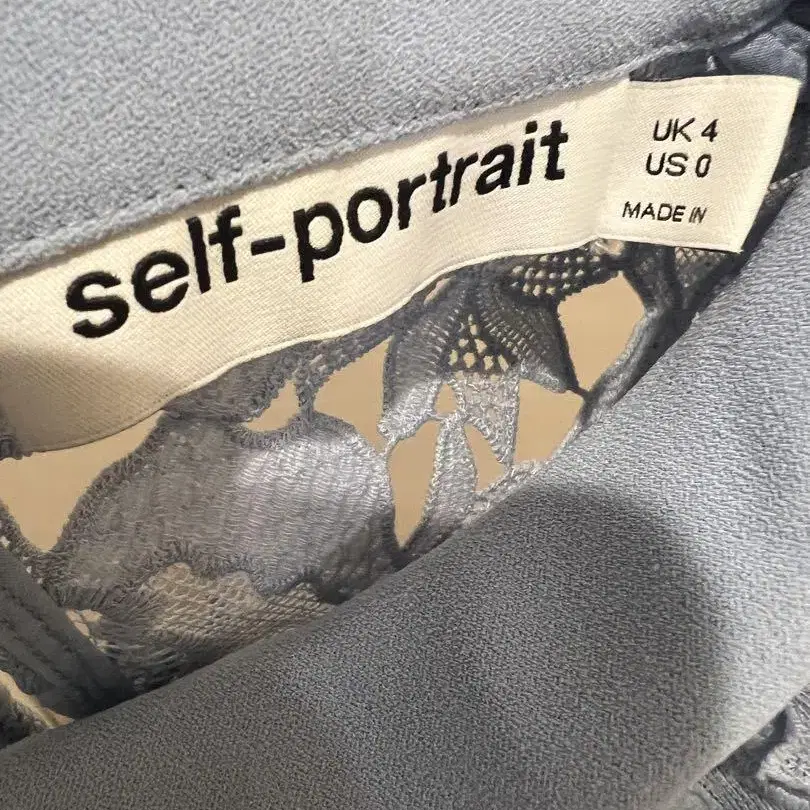 self-portrait
UK 4
US 0
MADE IN